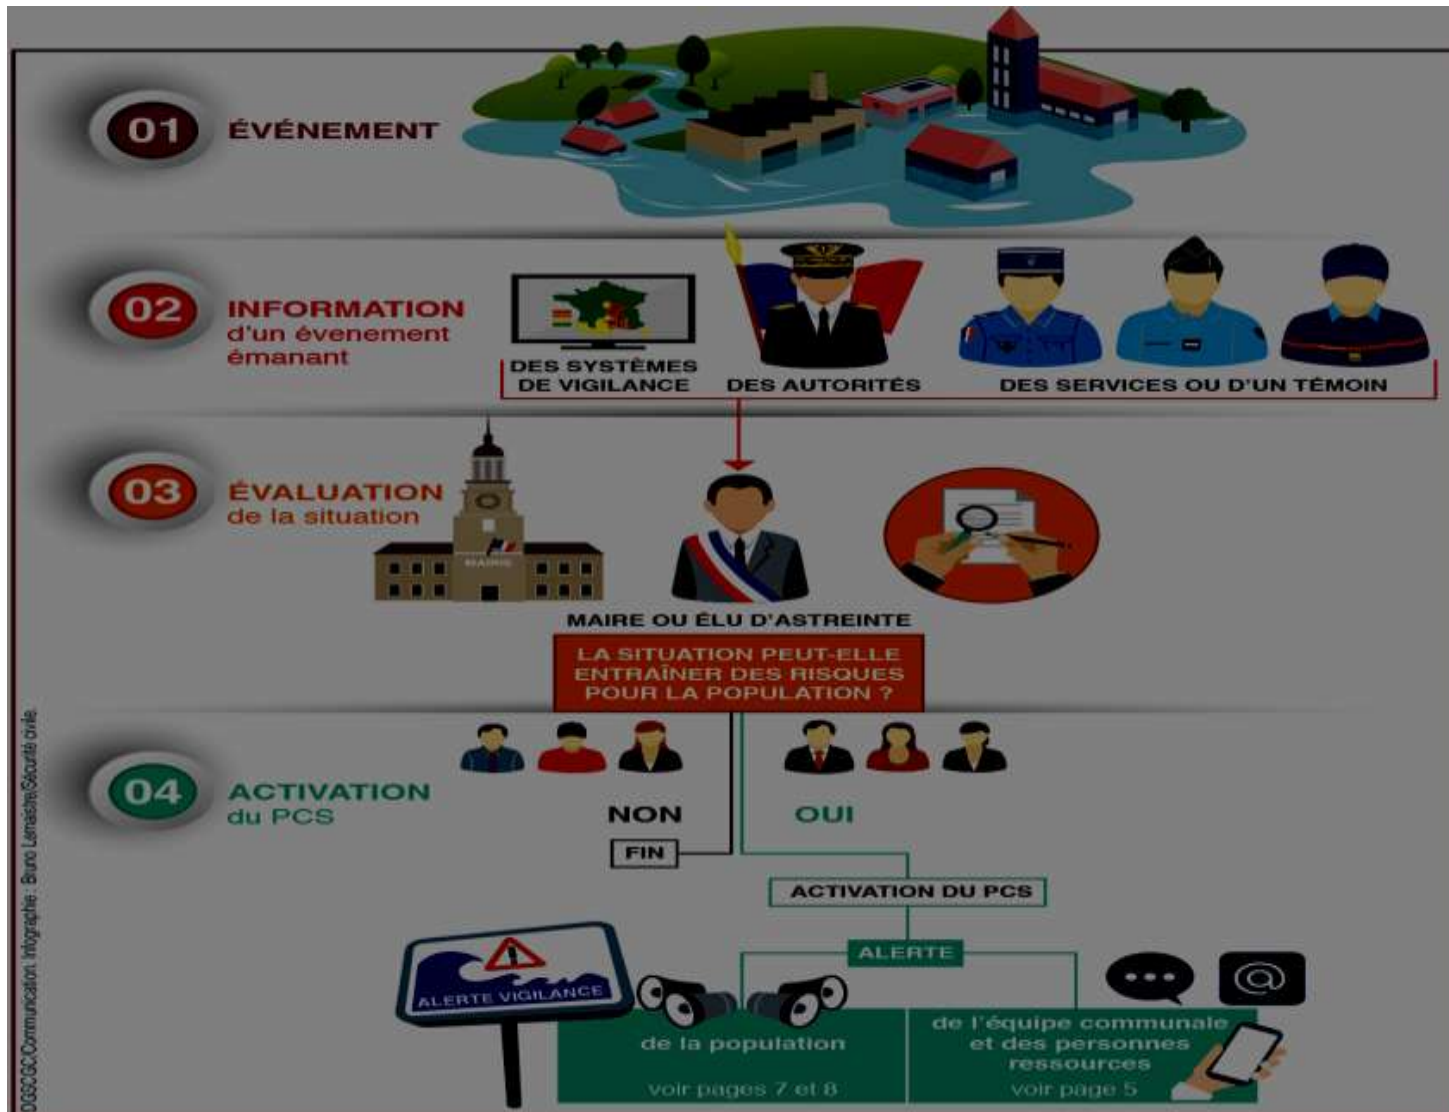 01
ÉVÉNEMENT
02
INFORMATION
d'un évenement
émanant
DES SYSTÈMES
DE VIGILANCE
DES AUTORITÉS
DES SERVICES OU D'UN TÉMOIN
03
ÉVALUATION
de la situation
MAIRIE
MAIRE OU ÉLU D'ASTREINTE
LA SITUATION PEUT-ELLE
ENTRAÎNER DES RISQUES
POUR LA POPULATION ?
04
ACTIVATION
du PCS
NON
OUI
FIN
ACTIVATION DU PCS
ALERTE
ALERTE VIGILANCE
@
de la population
voir pages 7 et 8
de l'équipe communale
et des personnes
ressources
voir page 5
DGSCGC/Communication. Infographie : Bruno Lemaistre/Sécurité civile.